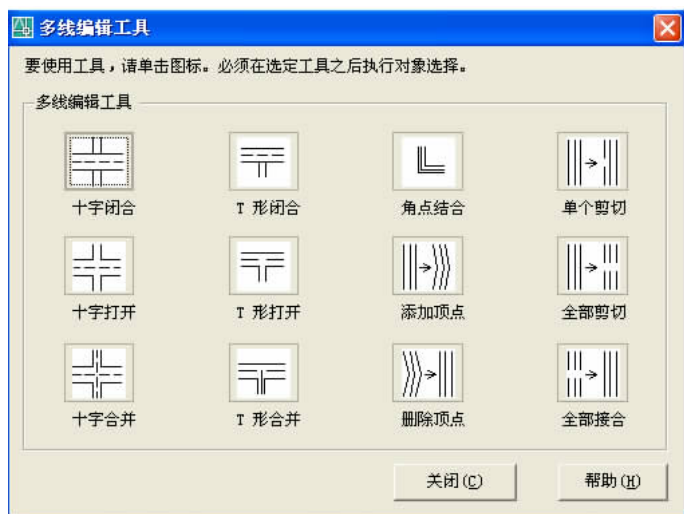 多线编辑工具
要使用工具，请单击图标。必须在选定工具之后执行对象选择。
多线编辑工具
十字闭合 T 形闭合 角点结合 单个剪切
十字打开 T 形打开 添加顶点 全部剪切
十字合并 T 形合并 删除顶点 全部接合
关闭(C) 帮助(H)